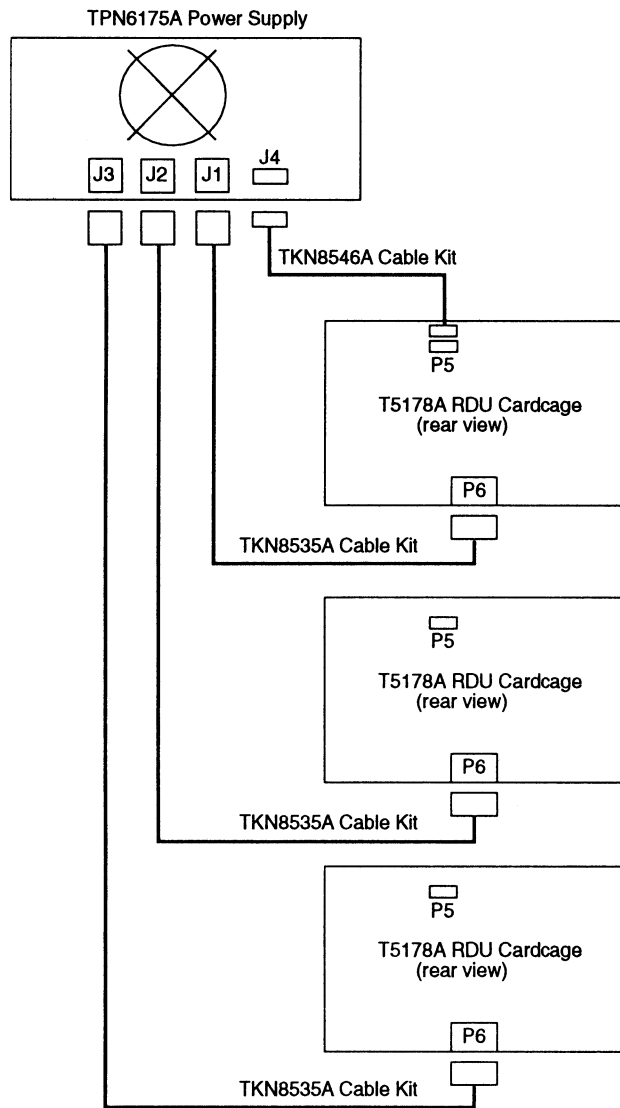 TPN6175A Power Supply
J3 J2 J1 J4
TKN8546A Cable Kit
P5
T5178A RDU Cardcage
(rear view)
P6
TKN8535A Cable Kit
P5
T5178A RDU Cardcage
(rear view)
P6
TKN8535A Cable Kit
P5
T5178A RDU Cardcage
(rear view)
P6
TKN8535A Cable Kit